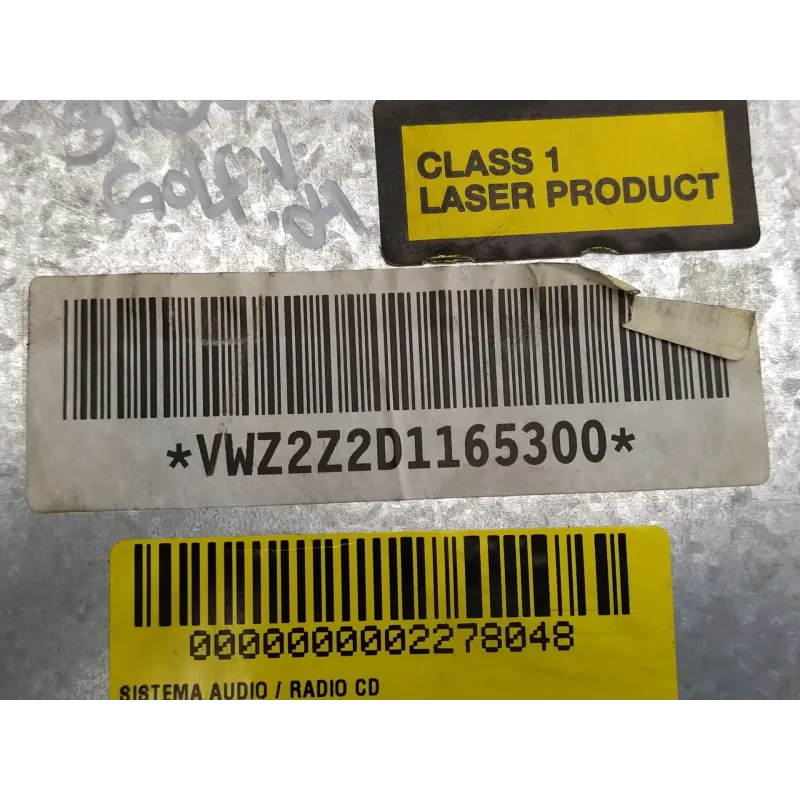 GOLF V
'04
CLASS 1
LASER PRODUCT
*VWZ2Z2D1165300*
0000000002278048
SISTEMA AUDIO / RADIO CD